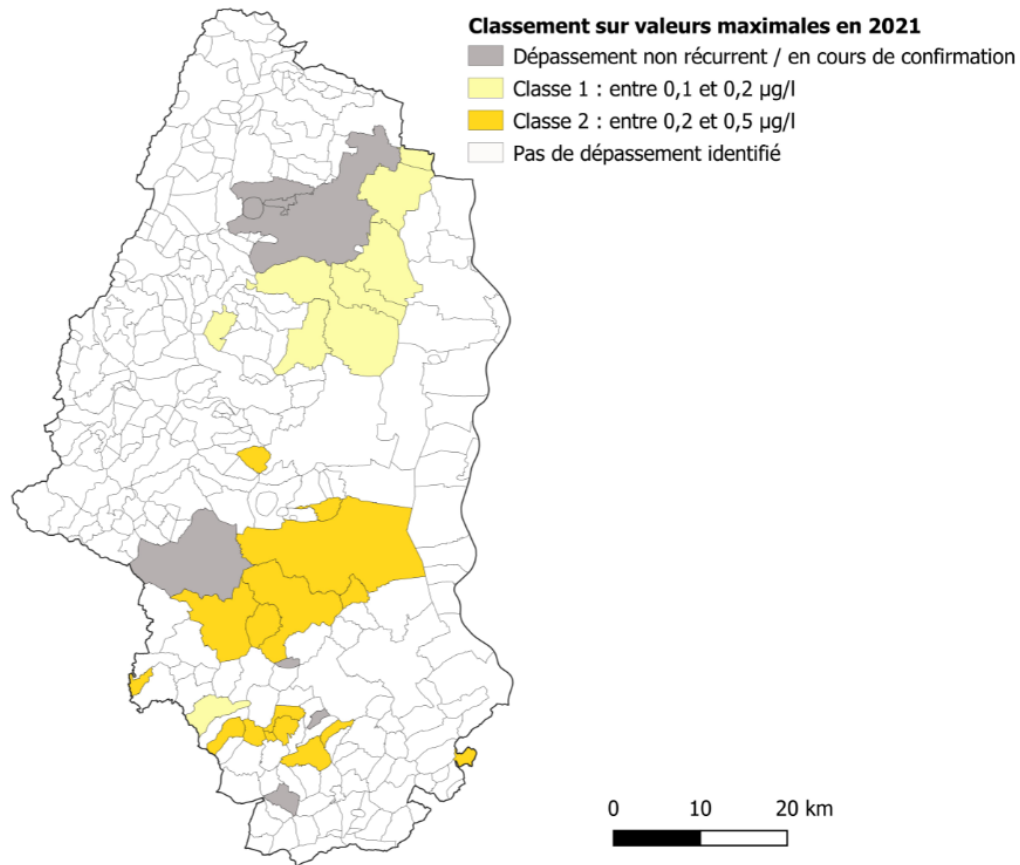 Classement sur valeurs maximales en 2021
Dépassement non récurrent / en cours de confirmation
Classe 1 : entre 0,1 et 0,2 µg/l
Classe 2 : entre 0,2 et 0,5 µg/l
Pas de dépassement identifié
0 10 20 km